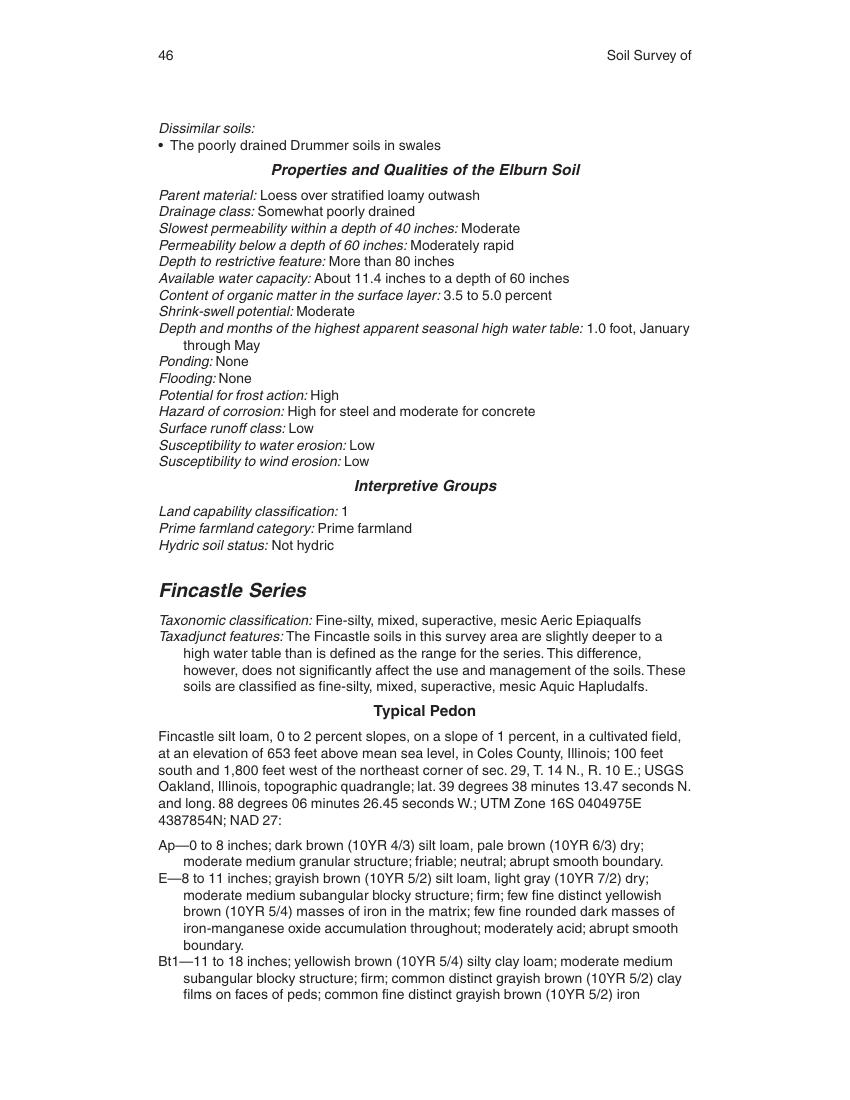 46
Soil Survey of
Dissimilar soils:
• The poorly drained Drummer soils in swales
Properties and Qualities of the Elburn Soil
Parent material: Loess over stratified loamy outwash
Drainage class: Somewhat poorly drained
Slowest permeability within a depth of 40 inches: Moderate
Permeability below a depth of 60 inches: Moderately rapid
Depth to restrictive feature: More than 80 inches
Available water capacity: About 11.4 inches to a depth of 60 inches
Content of organic matter in the surface layer: 3.5 to 5.0 percent
Shrink-swell potential: Moderate
Depth and months of the highest apparent seasonal high water table: 1.0 foot, January
through May
Ponding: None
Flooding: None
Potential for frost action: High
Hazard of corrosion: High for steel and moderate for concrete
Surface runoff class: Low
Susceptibility to water erosion: Low
Susceptibility to wind erosion: Low
Interpretive Groups
Land capability classification: 1
Prime farmland category: Prime farmland
Hydric soil status: Not hydric
Fincastle Series
Taxonomic classification: Fine-silty, mixed, superactive, mesic Aeric Epiaqualfs
Taxadjunct features: The Fincastle soils in this survey area are slightly deeper to a
high water table than is defined as the range for the series. This difference,
however, does not significantly affect the use and management of the soils. These
soils are classified as fine-silty, mixed, superactive, mesic Aquic Hapludalfs.
Typical Pedon
Fincastle silt loam, 0 to 2 percent slopes, on a slope of 1 percent, in a cultivated field,
at an elevation of 653 feet above mean sea level, in Coles County, Illinois; 100 feet
south and 1,800 feet west of the northeast corner of sec. 29, T. 14 N., R. 10 E.; USGS
Oakland, Illinois, topographic quadrangle; lat. 39 degrees 38 minutes 13.47 seconds N.
and long. 88 degrees 06 minutes 26.45 seconds W.; UTM Zone 16S 0404975E
4387854N; NAD 27:
Ap—0 to 8 inches; dark brown (10YR 4/3) silt loam, pale brown (10YR 6/3) dry;
moderate medium granular structure; friable; neutral; abrupt smooth boundary.
E—8 to 11 inches; grayish brown (10YR 5/2) silt loam, light gray (10YR 7/2) dry;
moderate medium subangular blocky structure; firm; few fine distinct yellowish
brown (10YR 5/4) masses of iron in the matrix; few fine rounded dark masses of
iron-manganese oxide accumulation throughout; moderately acid; abrupt smooth
boundary.
Bt1—11 to 18 inches; yellowish brown (10YR 5/4) silty clay loam; moderate medium
subangular blocky structure; firm; common distinct grayish brown (10YR 5/2) clay
films on faces of peds; common fine distinct grayish brown (10YR 5/2) iron